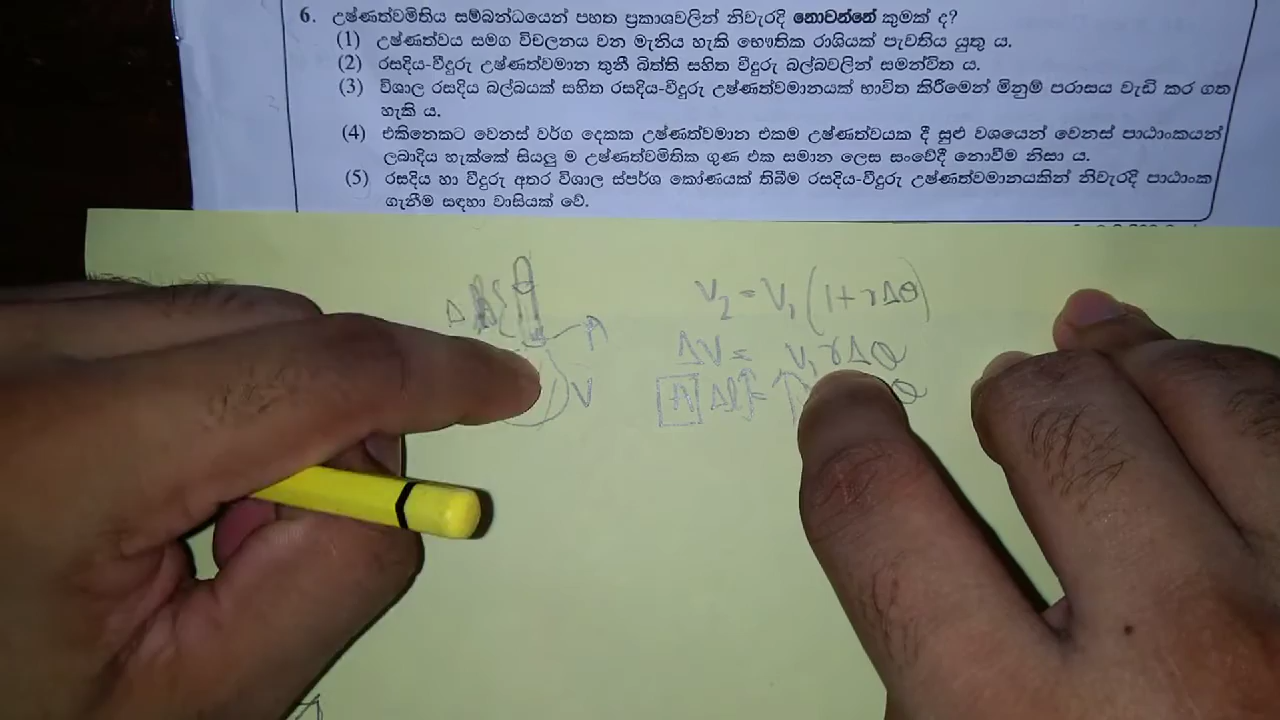 6. උෂ්ණත්වමිතිය සම්බන්ධයෙන් පහත ප්‍රකාශවලින් නිවැරදි නොවන්නේ කුමක් ද?
(1) උෂ්ණත්වය සමග විචලනය වන මැනිය හැකි භෞතික රාශියක් පැවතිය යුතු ය.
(2) රසදිය-වීදුරු උෂ්ණත්වමාන තුනී බිත්ති සහිත වීදුරු බල්බවලින් සමන්විත ය.
(3) විශාල රසදිය බල්බයක් සහිත රසදිය-වීදුරු උෂ්ණත්වමානයක් භාවිත කිරීමෙන් මිනුම් පරාසය වැඩි කර ගත
හැකි ය.
(4) එකිනෙකට වෙනස් වර්ග දෙකක උෂ්ණත්වමාන එකම උෂ්ණත්වයක දී සුළු වශයෙන් වෙනස් පාඨාංකයන්
ලබාදිය හැක්කේ සියලු ම උෂ්ණත්වමිතික ගුණ එක සමාන ලෙස සංවේදී නොවීම නිසා ය.
(5) රසදිය හා වීදුරු අතර විශාල ස්පර්ශ කෝණයක් තිබීම රසදිය-වීදුරු උෂ්ණත්වමානයකින් නිවැරදි පාඨාංක
ගැනීම සඳහා වාසියක් වේ.
V₂ = V₁ (1 + γΔθ)
A
ΔV = V₁ γΔθ
V
A Δl =
θ